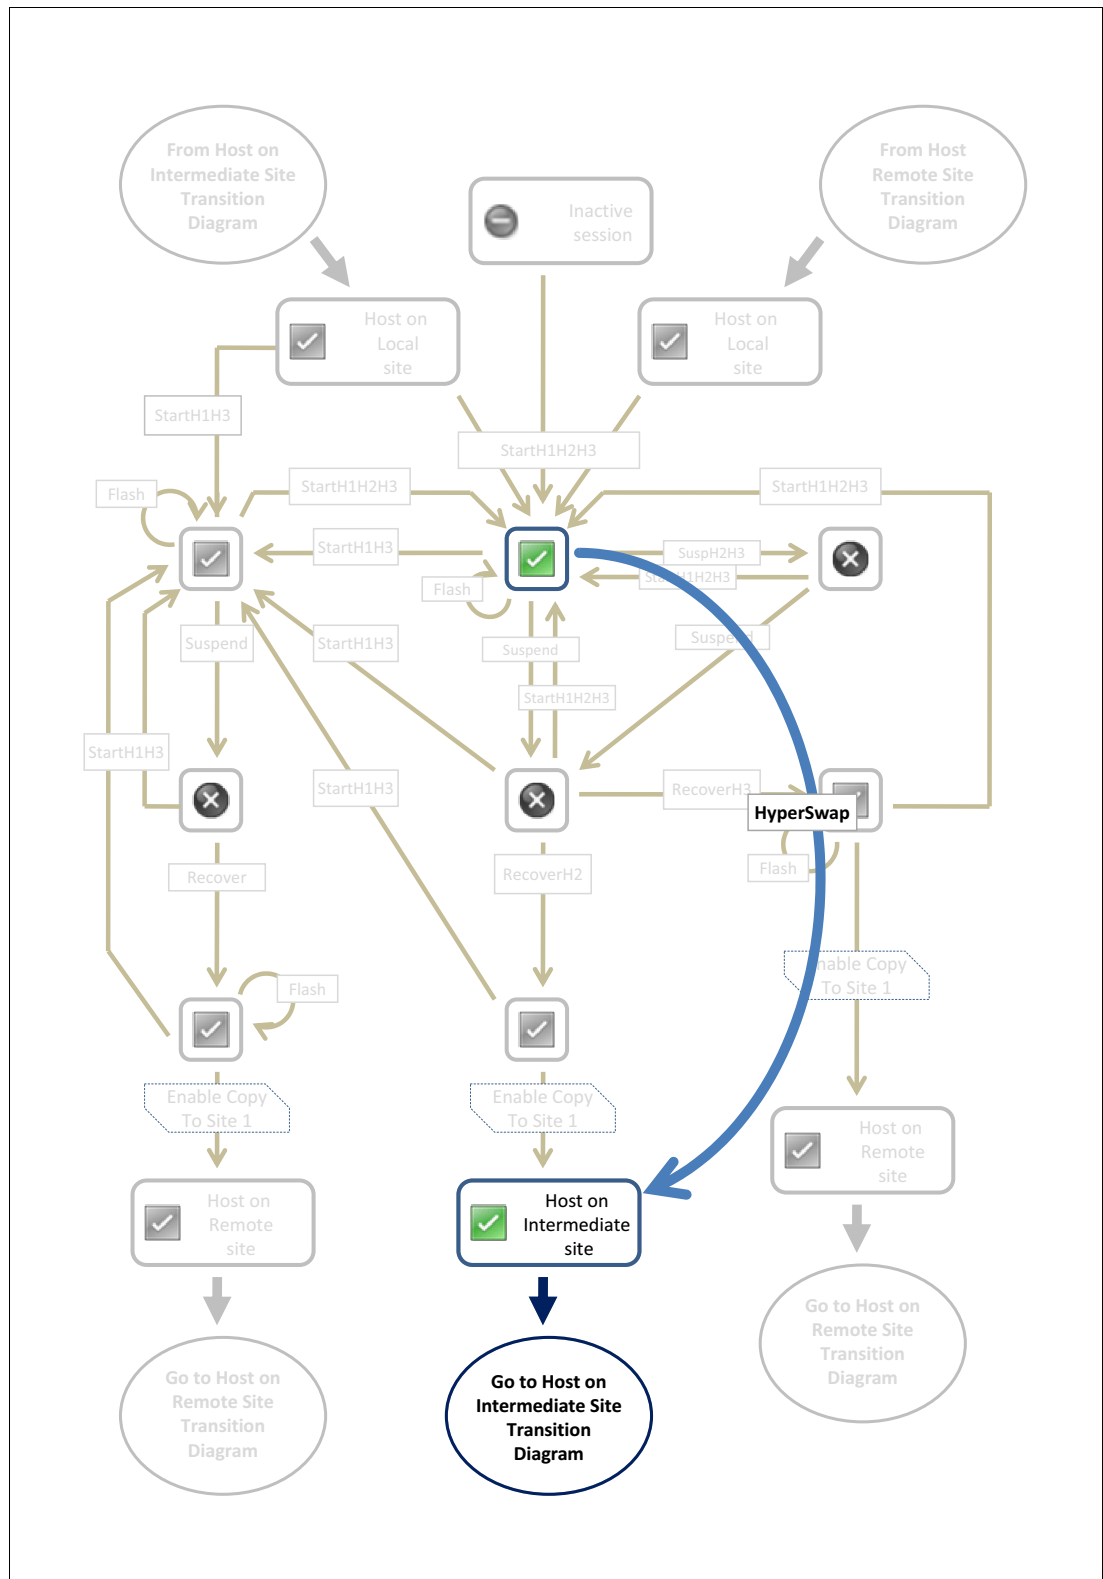 From Host on
Intermediate Site
Transition
Diagram
From Host
Remote Site
Transition
Diagram
Inactive
session
Host on
Local
site
Host on
Local
site
StartH1H3
StartH1H2H3
Flash
StartH1H2H3
StartH1H2H3
StartH1H3
SuspH2H3
StartH1H2H3
Flash
Suspend
StartH1H3
Suspend
Suspend
StartH1H2H3
StartH1H3
StartH1H3
RecoverH3
HyperSwap
Recover
RecoverH2
Flash
Flash
Enable Copy
To Site 1
Enable Copy
To Site 1
Enable Copy
To Site 1
Host on
Remote
site
Host on
Remote
site
Host on
Intermediate
site
Go to Host on
Remote Site
Transition
Diagram
Go to Host on
Remote Site
Transition
Diagram
Go to Host on
Intermediate Site
Transition
Diagram